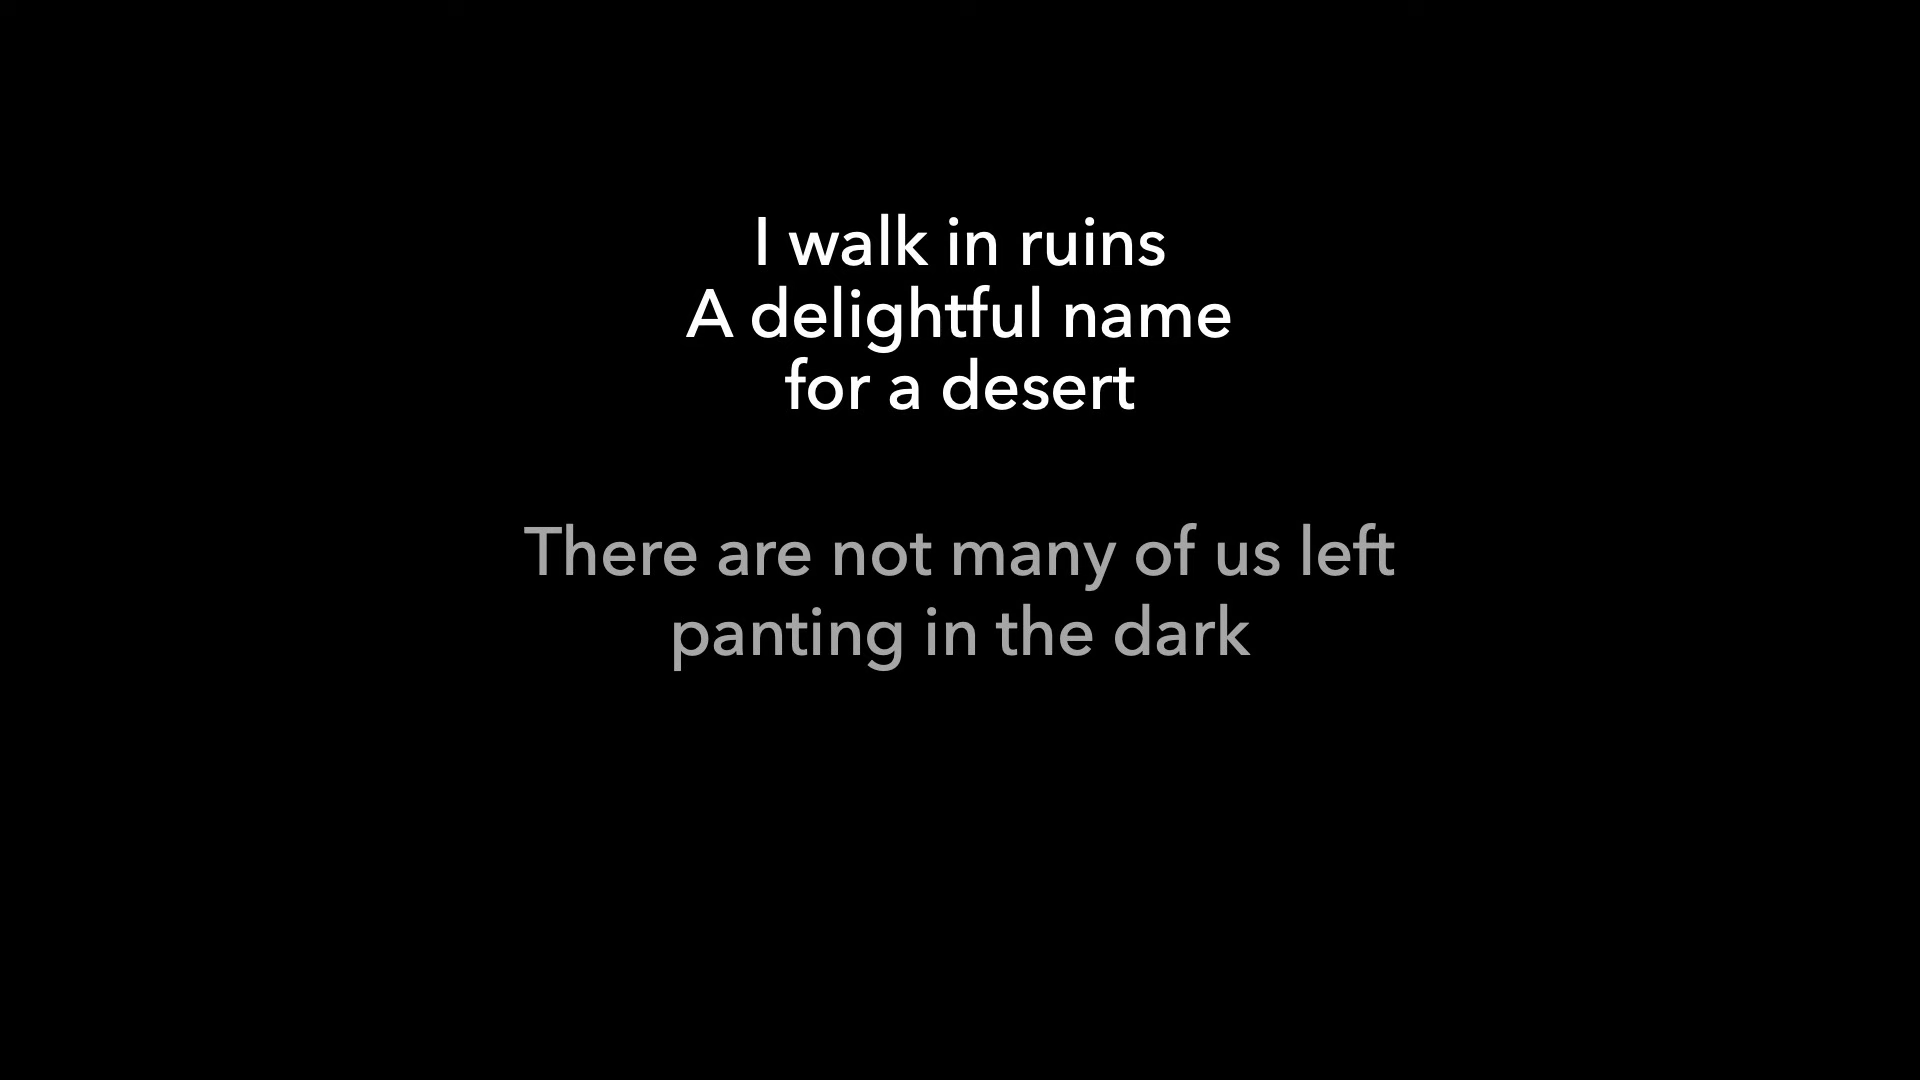 I walk in ruins
A delightful name
for a desert
There are not many of us left
panting in the dark